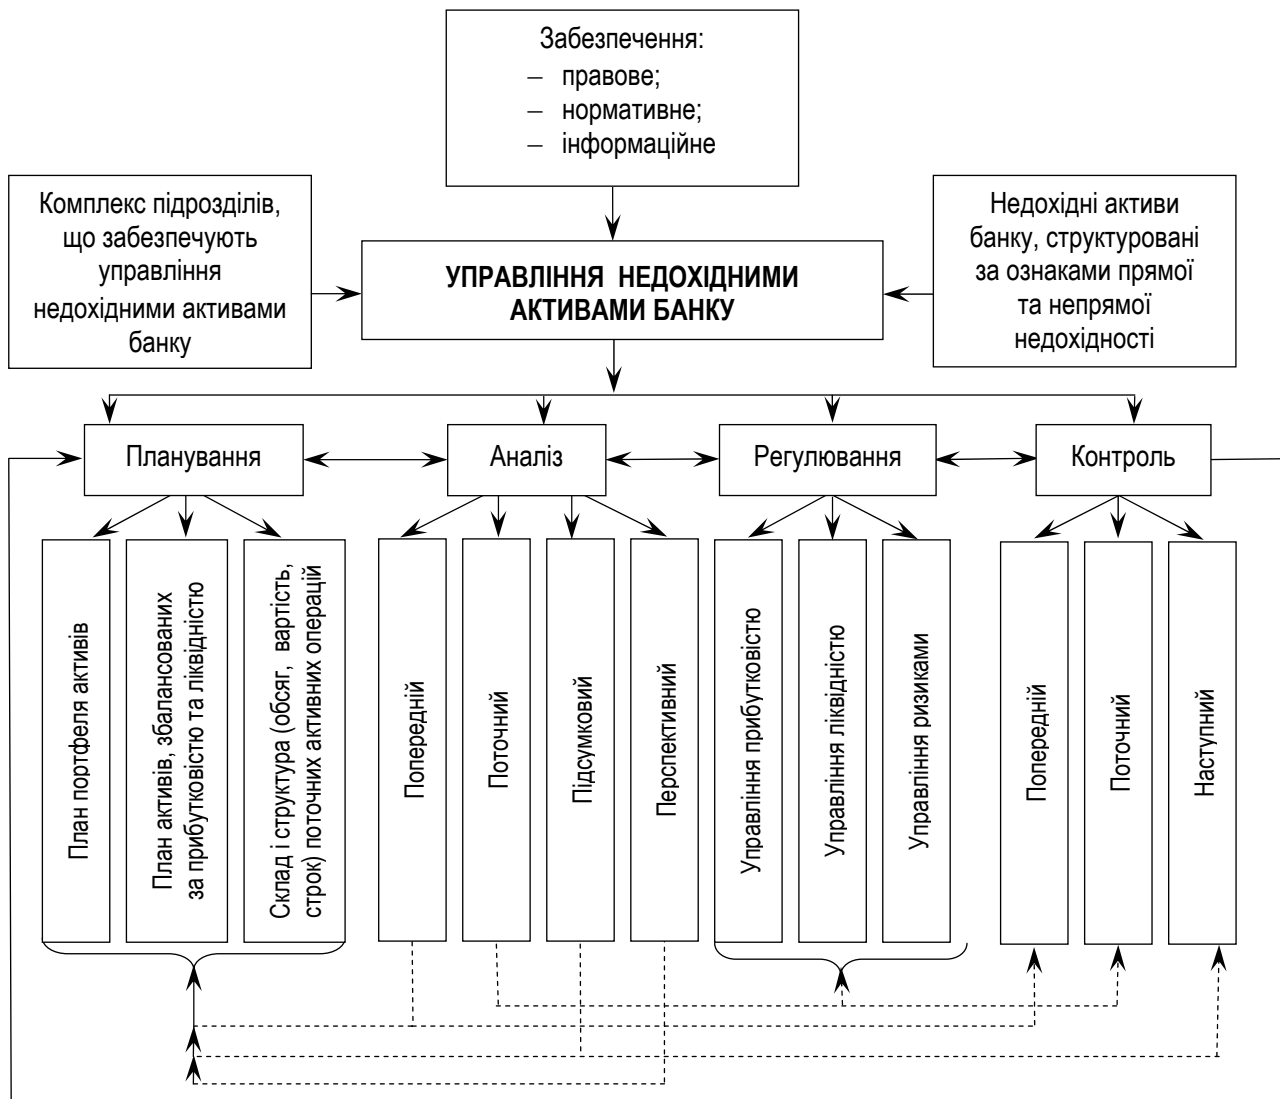 Забезпечення:
– правове;
– нормативне;
– інформаційне
Комплекс підрозділів,
що забезпечують
управління
недохідними активами
банку
УПРАВЛІННЯ НЕДОХІДНИМИ
АКТИВАМИ БАНКУ
Недохідні активи
банку, структуровані
за ознаками прямої
та непрямої
недохідності
Планування
Аналіз
Регулювання
Контроль
План портфеля активів
План активів, збалансованих
за прибутковістю та ліквідністю
Склад і структура (обсяг, вартість,
строк) поточних активних операцій
Попередній
Поточний
Підсумковий
Перспективний
Управління прибутковістю
Управління ліквідністю
Управління ризиками
Попередній
Поточний
Наступний